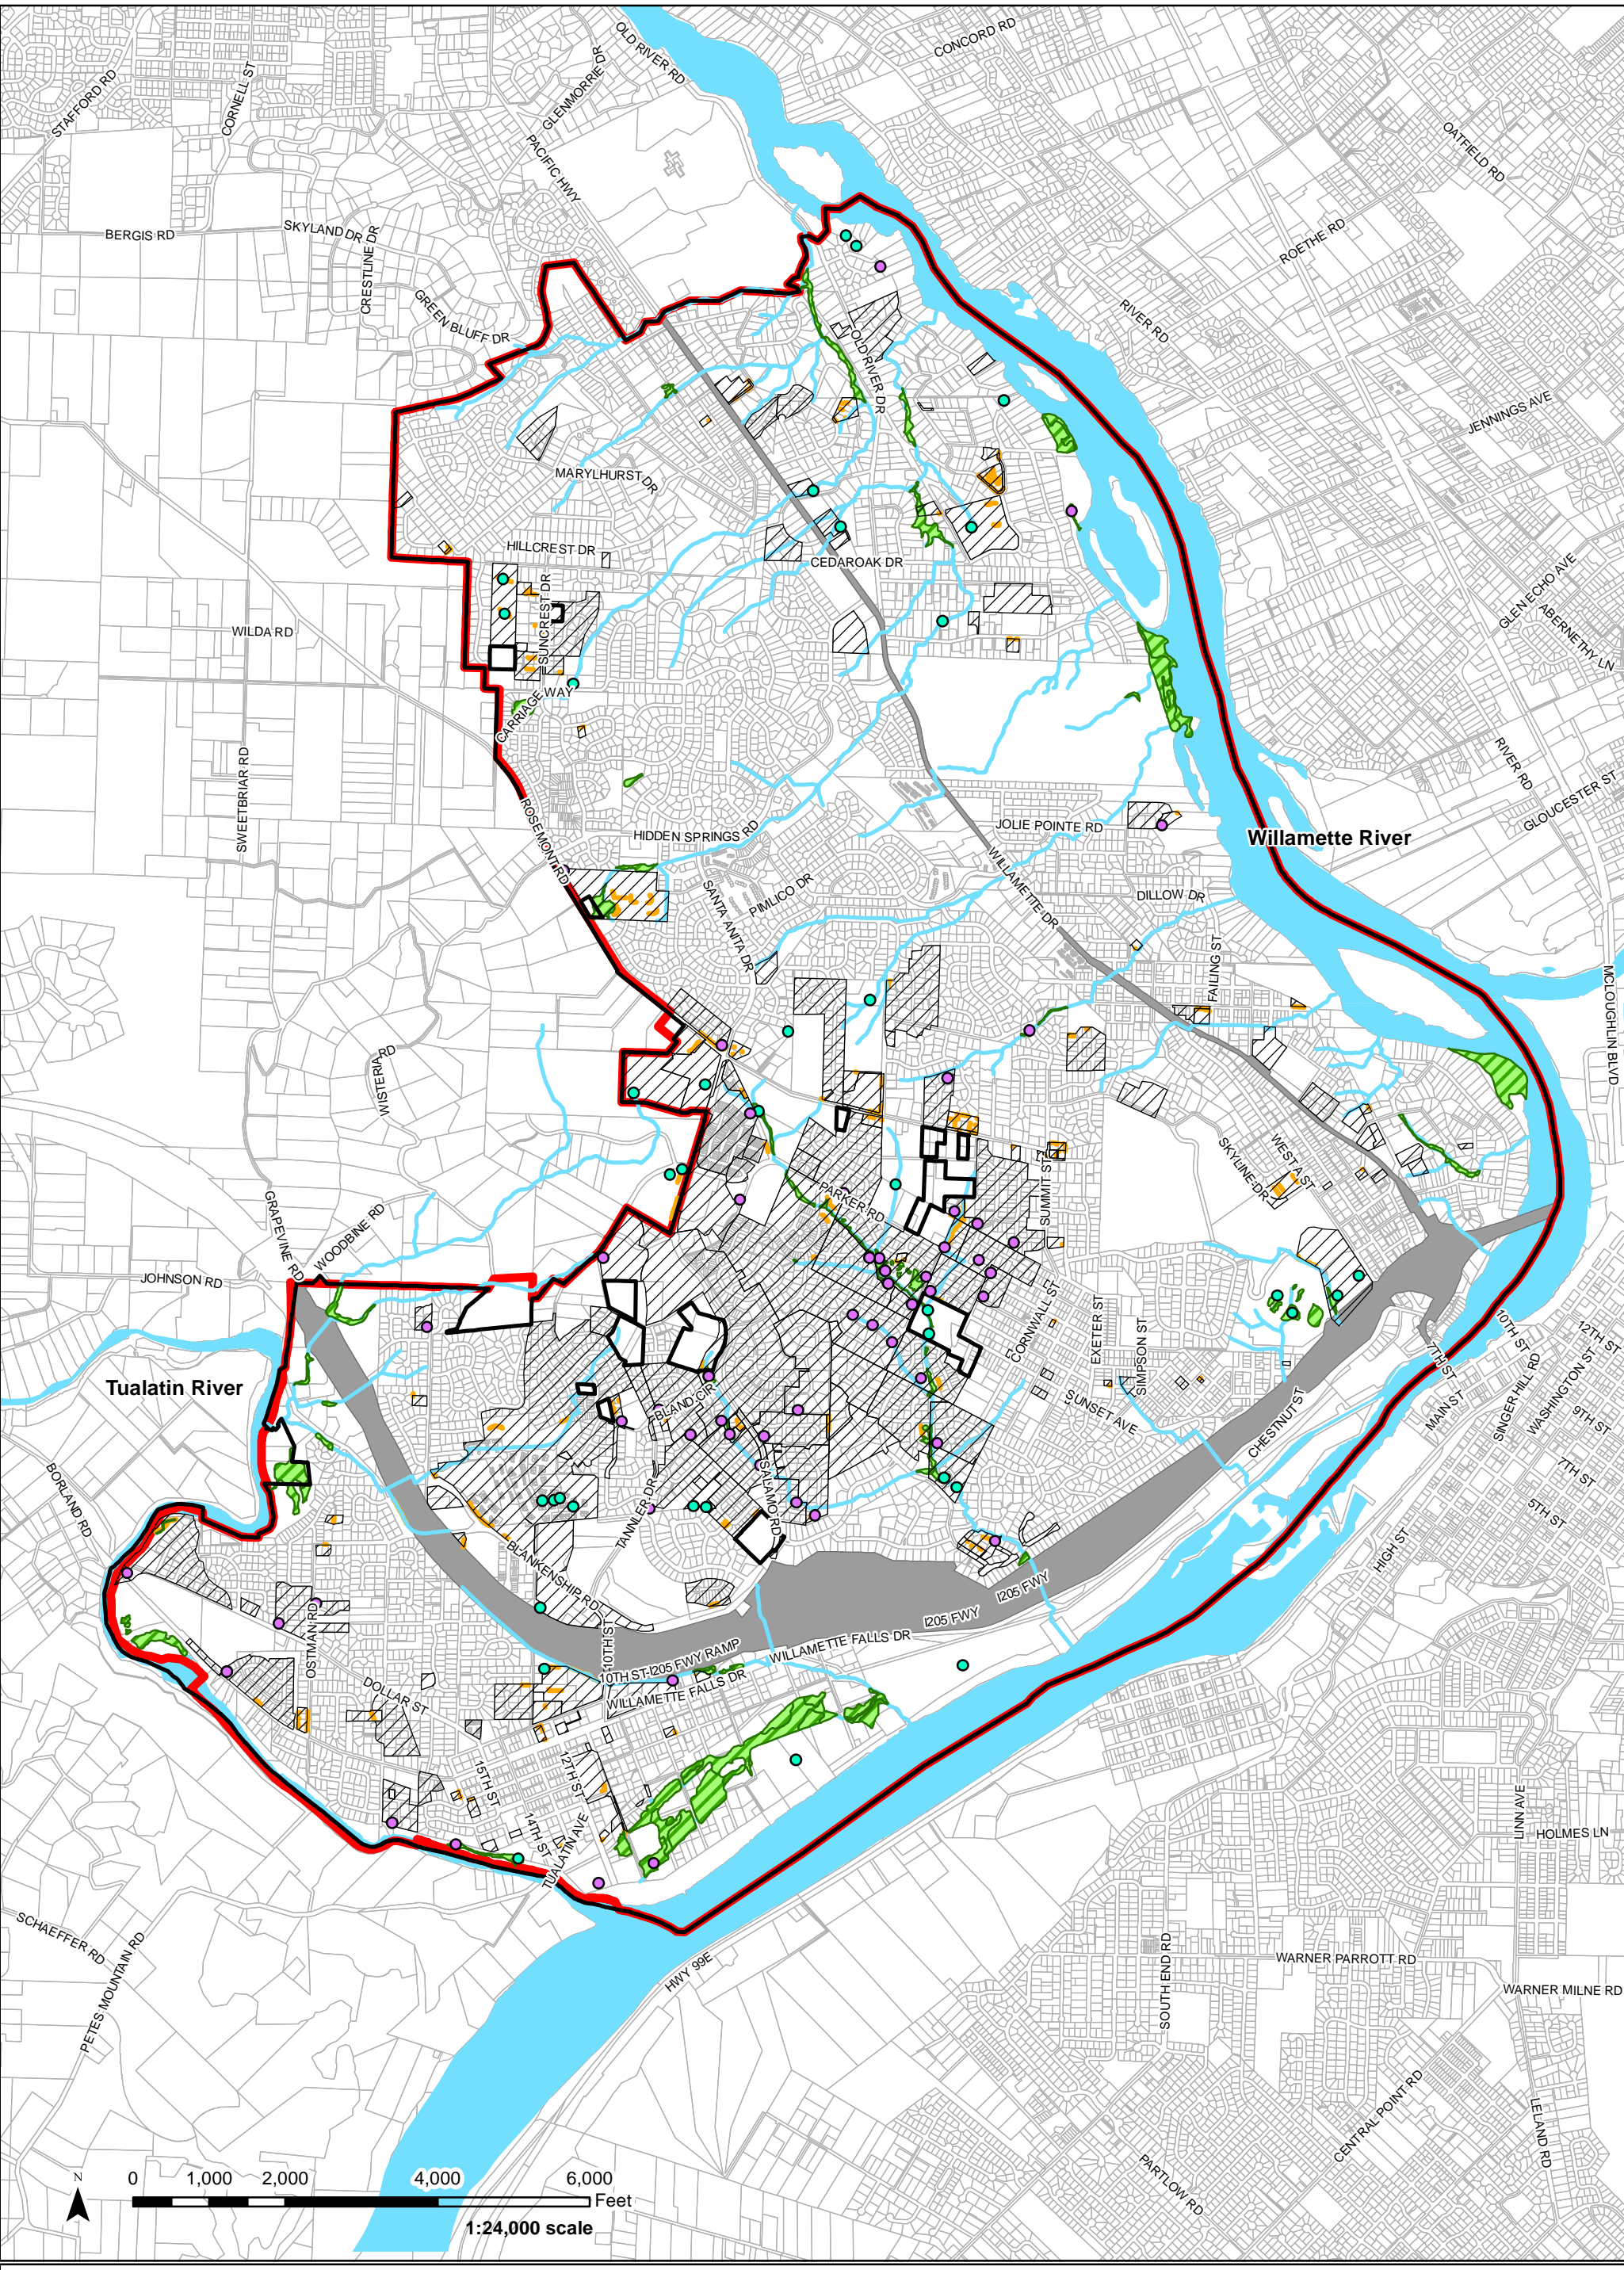 OLD RIVER RD
CONCORD RD
STAFFORD RD
CORNELL ST
GLENMORRIE DR
PACIFIC HWY
OATFIELD RD
BERGIS RD
SKYLAND DR
CRESTLINE DR
ROETHE RD
GREEN BLUFF DR
RIVER RD
OLD RIVER DR
JENNINGS AVE
MARYLHURST DR
HILLCREST DR
CEDAROAK DR
GLEN ECHO AVE
ABERNETHY LN
WILDA RD
SUNCREST DR
CARRIAGE WAY
SWEETBRIAR RD
RIVER RD
GLOUCESTER ST
ROSEMONT RD
HIDDEN SPRINGS RD
JOLIE POINTE RD
Willamette River
WILLAMETTE DR
SANTA ANITA DR
PIMLICO DR
DILLOW DR
FAILING ST
MCLOUGHLIN BLVD
WISTERIA RD
SKYLINE DR
WEST A ST
SUMMIT ST
PARKER RD
GRAPEVINE RD
WOODBINE RD
JOHNSON RD
CORNWALL ST
EXETER ST
SIMPSON ST
SUNSET AVE
10TH ST
7TH ST
12TH ST
SINGER HILL RD
WASHINGTON ST
MAIN ST
9TH ST
Tualatin River
BLAND CIR
CHESTNUT ST
7TH ST
5TH ST
BORLAND RD
TANNLER DR
SALAMO RD
HIGH ST
BLANKENSHIP RD
I205 FWY
I205 FWY
OSTMAN RD
10TH ST
10TH ST-I205 FWY RAMP
WILLAMETTE FALLS DR
WILLAMETTE FALLS DR
DOLLAR ST
15TH ST
12TH ST
14TH ST
TUALATIN AVE
LINN AVE
HOLMES LN
SCHAEFFER RD
PETES MOUNTAIN RD
HWY 99E
SOUTH END RD
WARNER PARROTT RD
WARNER MILNE RD
CENTRAL POINT RD
LELAND RD
PARTLOW RD
N
0 1,000 2,000 4,000 6,000
Feet
1:24,000 scale